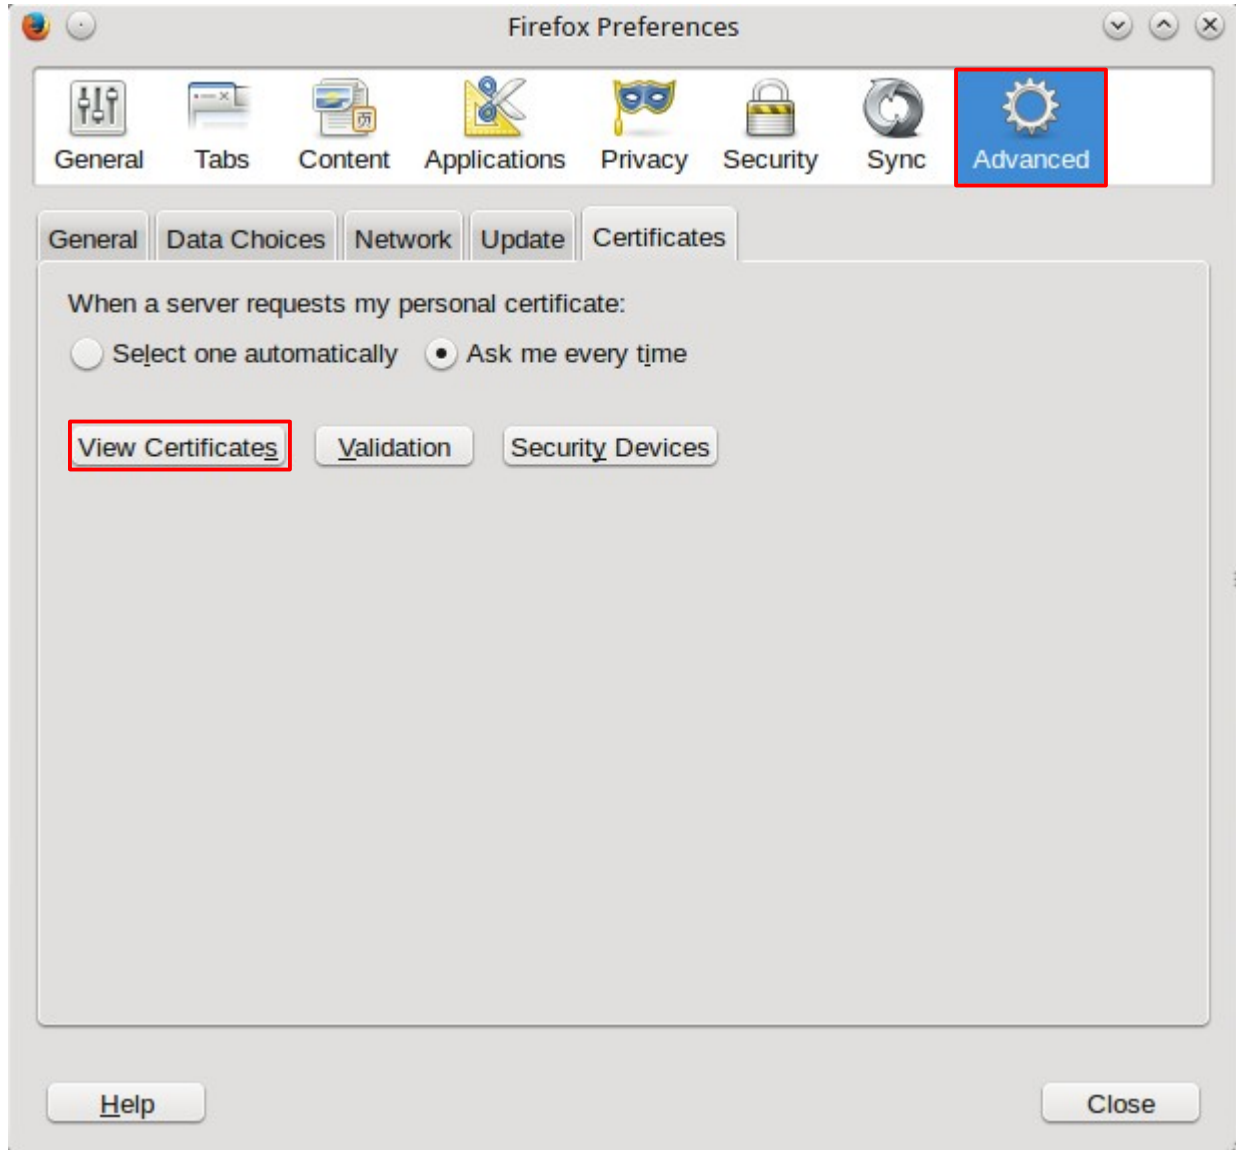 Firefox Preferences
General Tabs Content Applications Privacy Security Sync Advanced
General Data Choices Network Update Certificates
When a server requests my personal certificate:
Select one automatically Ask me every time
View Certificates Validation Security Devices
Help Close